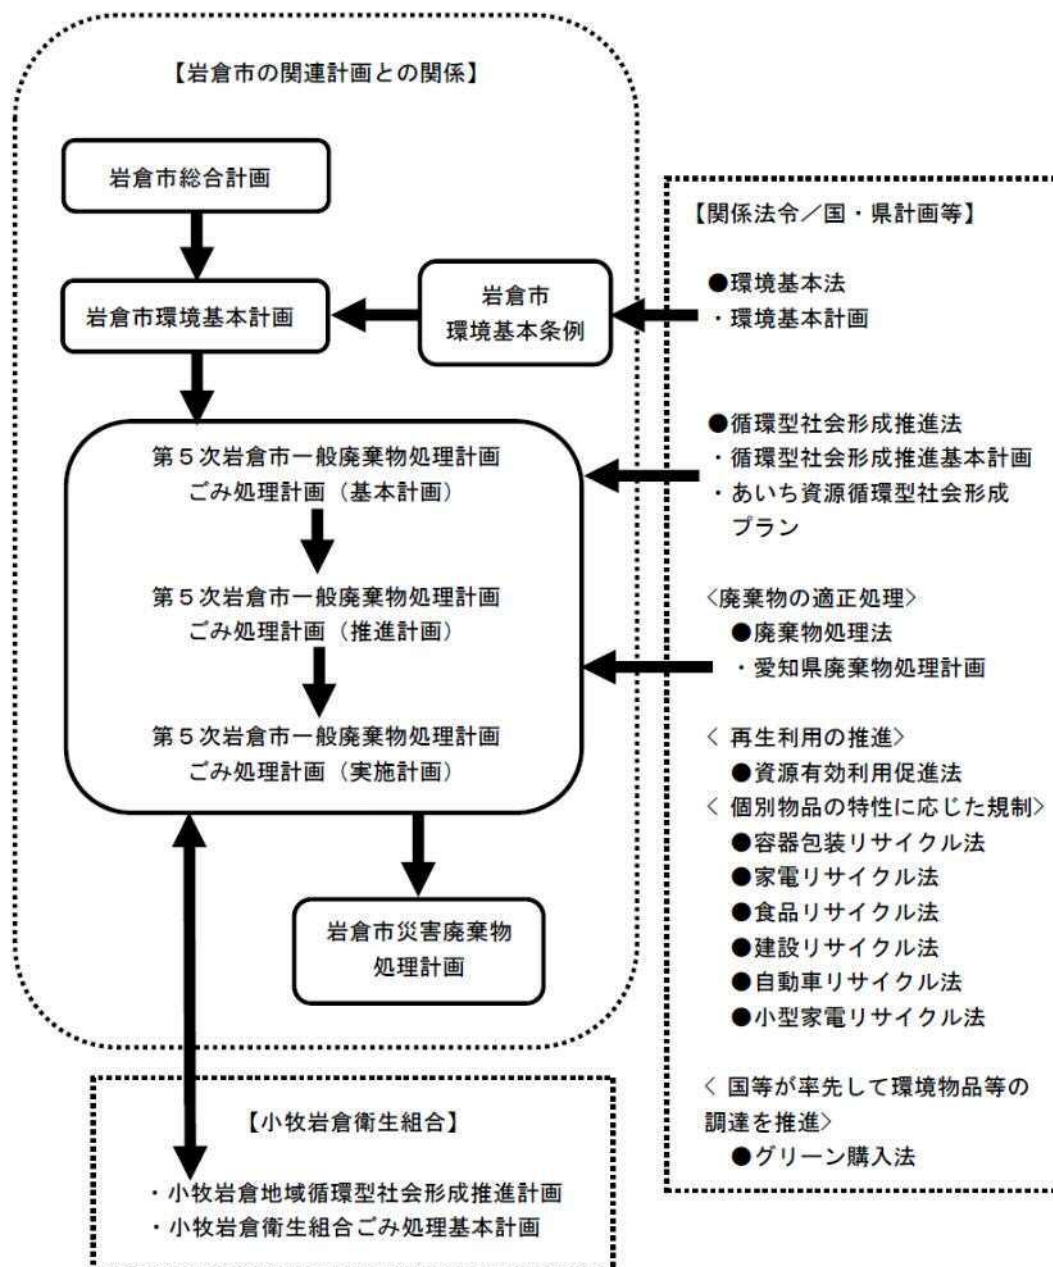 【岩倉市の関連計画との関係】
岩倉市総合計画
岩倉市環境基本計画
岩倉市
環境基本条例
第５次岩倉市一般廃棄物処理計画
ごみ処理計画（基本計画）
第５次岩倉市一般廃棄物処理計画
ごみ処理計画（推進計画）
第５次岩倉市一般廃棄物処理計画
ごみ処理計画（実施計画）
岩倉市災害廃棄物
処理計画
【小牧岩倉衛生組合】
・小牧岩倉地域循環型社会形成推進計画
・小牧岩倉衛生組合ごみ処理基本計画
【関係法令／国・県計画等】
●環境基本法
・環境基本計画
●循環型社会形成推進法
・循環型社会形成推進基本計画
・あいち資源循環型社会形成
プラン
<廃棄物の適正処理>
●廃棄物処理法
・愛知県廃棄物処理計画
< 再生利用の推進>
●資源有効利用促進法
< 個別物品の特性に応じた規制>
●容器包装リサイクル法
●家電リサイクル法
●食品リサイクル法
●建設リサイクル法
●自動車リサイクル法
●小型家電リサイクル法
< 国等が率先して環境物品等の
調達を推進>
●グリーン購入法